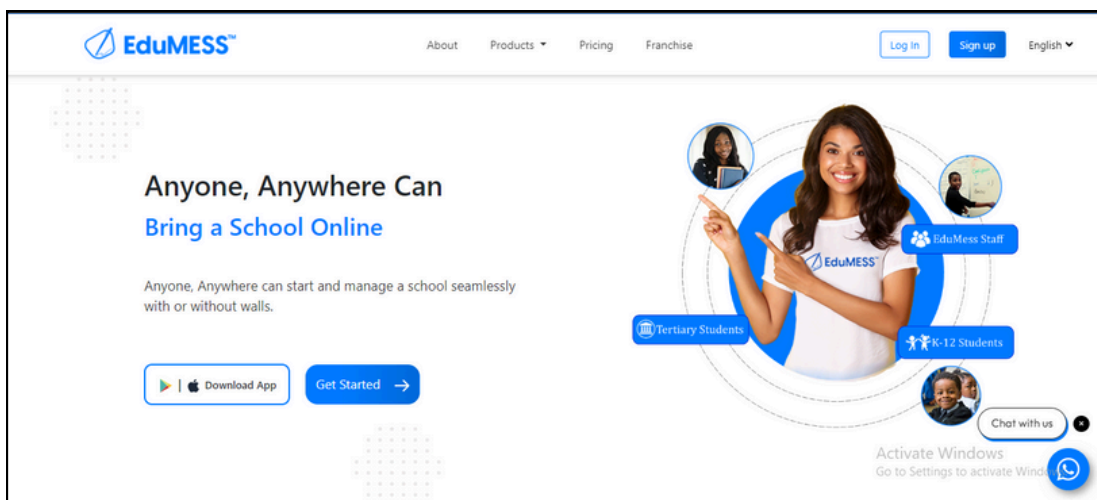 EduMESS™
About
Products
Pricing
Franchise
Log In
Sign up
English
Anyone, Anywhere Can
Bring a School Online
Anyone, Anywhere can start and manage a school seamlessly
with or without walls.
Download App
Get Started
EduMess Staff
EduMESS™
Tertiary Students
K-12 Students
Chat with us
Activate Windows
Go to Settings to activate